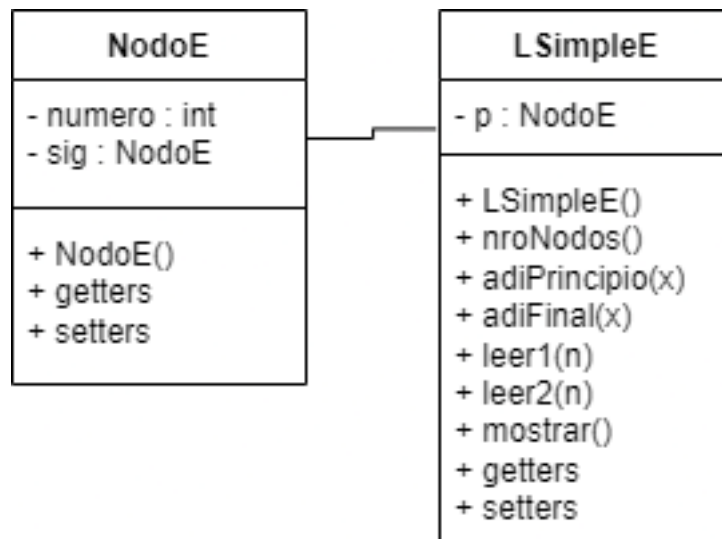 NodoE
- numero : int
- sig : NodoE
+ NodoE()
+ getters
+ setters
LSimpleE
- p : NodoE
+ LSimpleE()
+ nroNodos()
+ adiPrincipio(x)
+ adiFinal(x)
+ leer1(n)
+ leer2(n)
+ mostrar()
+ getters
+ setters